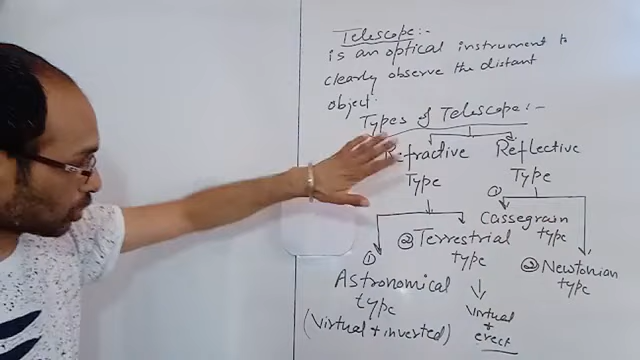 Telescope:-
is an optical instrument to
clearly observe the distant
object.
Types of Telescope:-
Refractive Type
Reflective Type
① Astronomical type
(Virtual + inverted)
② Terrestrial type
Virtual + erect
① Cassegrain type
② Newtonian type